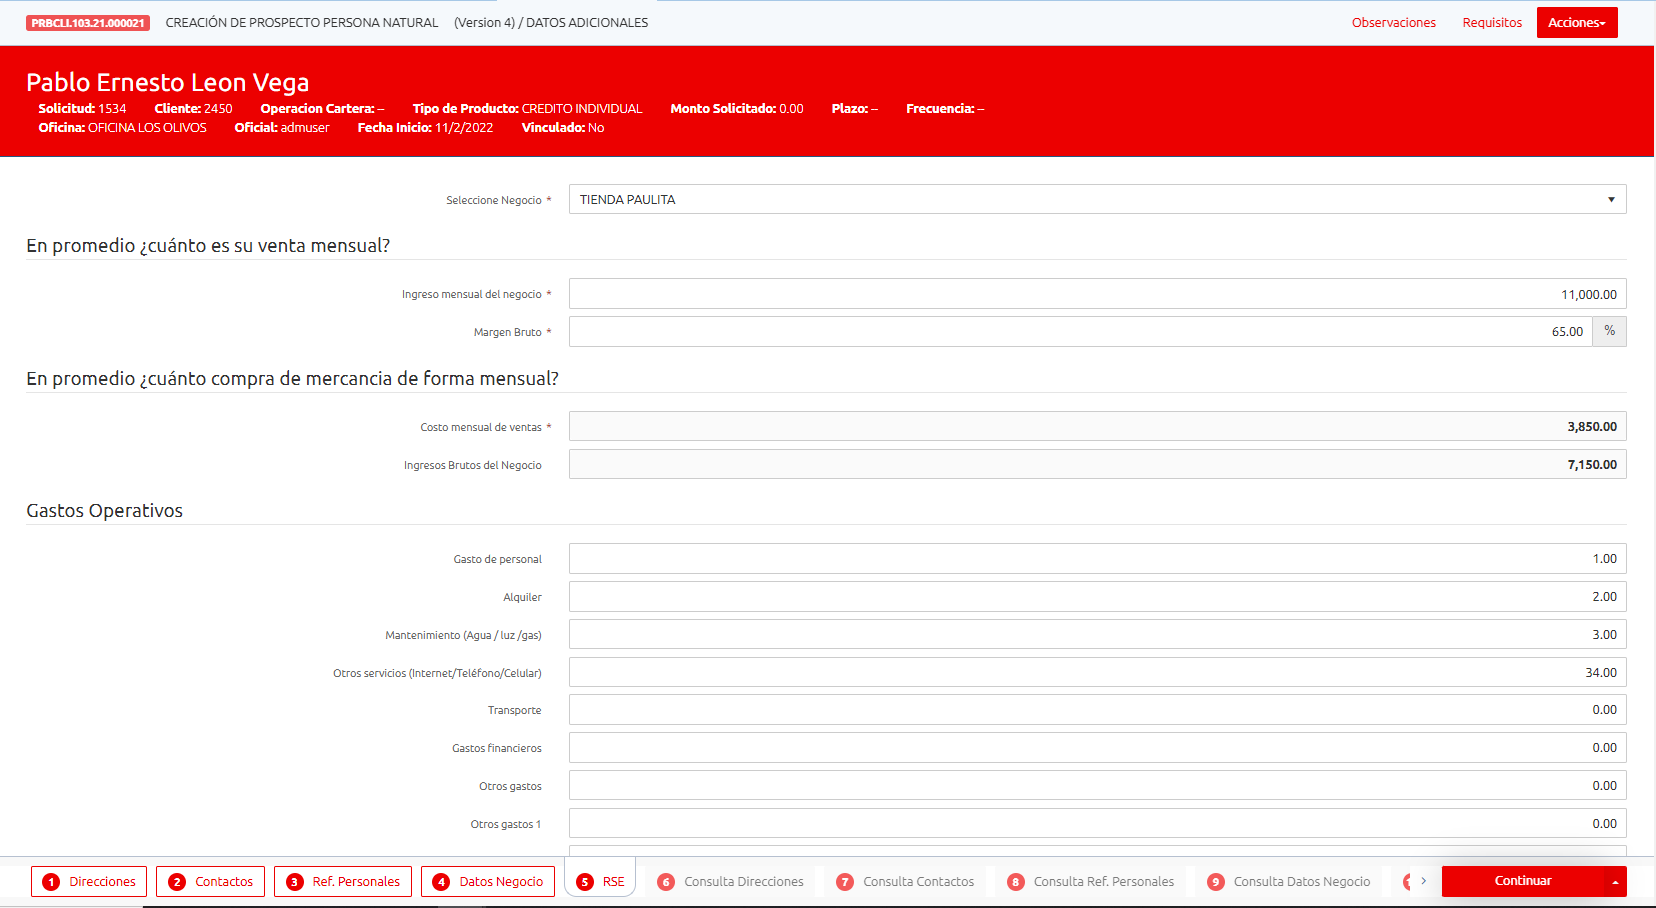 PRBCLI.103.21.000021 CREACIÓN DE PROSPECTO PERSONA NATURAL (Version 4) / DATOS ADICIONALES Observaciones Requisitos Acciones
Pablo Ernesto Leon Vega
Solicitud: 1534 Cliente: 2450 Operacion Cartera: -- Tipo de Producto: CREDITO INDIVIDUAL Monto Solicitado: 0.00 Plazo: -- Frecuencia: --
Oficina: OFICINA LOS OLIVOS Oficial: admuser Fecha Inicio: 11/2/2022 Vinculado: No
Seleccione Negocio * TIENDA PAULITA
En promedio ¿cuánto es su venta mensual?
Ingreso mensual del negocio * 11,000.00
Margen Bruto * 65.00 %
En promedio ¿cuánto compra de mercancia de forma mensual?
Costo mensual de ventas * 3,850.00
Ingresos Brutos del Negocio 7,150.00
Gastos Operativos
Gasto de personal 1.00
Alquiler 2.00
Mantenimiento (Agua / luz /gas) 3.00
Otros servicios (Internet/Teléfono/Celular) 34.00
Transporte 0.00
Gastos financieros 0.00
Otros gastos 0.00
Otros gastos 1 0.00
1 Direcciones 2 Contactos 3 Ref. Personales 4 Datos Negocio 5 RSE 6 Consulta Direcciones 7 Consulta Contactos 8 Consulta Ref. Personales 9 Consulta Datos Negocio Continuar